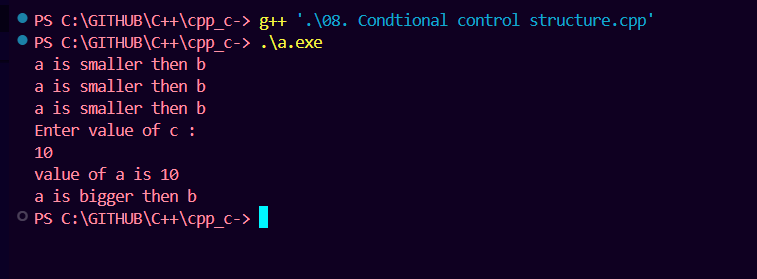 PS C:\GITHUB\C++\cpp_c-> g++ '.\08. Condtional control structure.cpp'
PS C:\GITHUB\C++\cpp_c-> .\a.exe
a is smaller then b
a is smaller then b
a is smaller then b
Enter value of c :
10
value of a is 10
a is bigger then b
PS C:\GITHUB\C++\cpp_c->